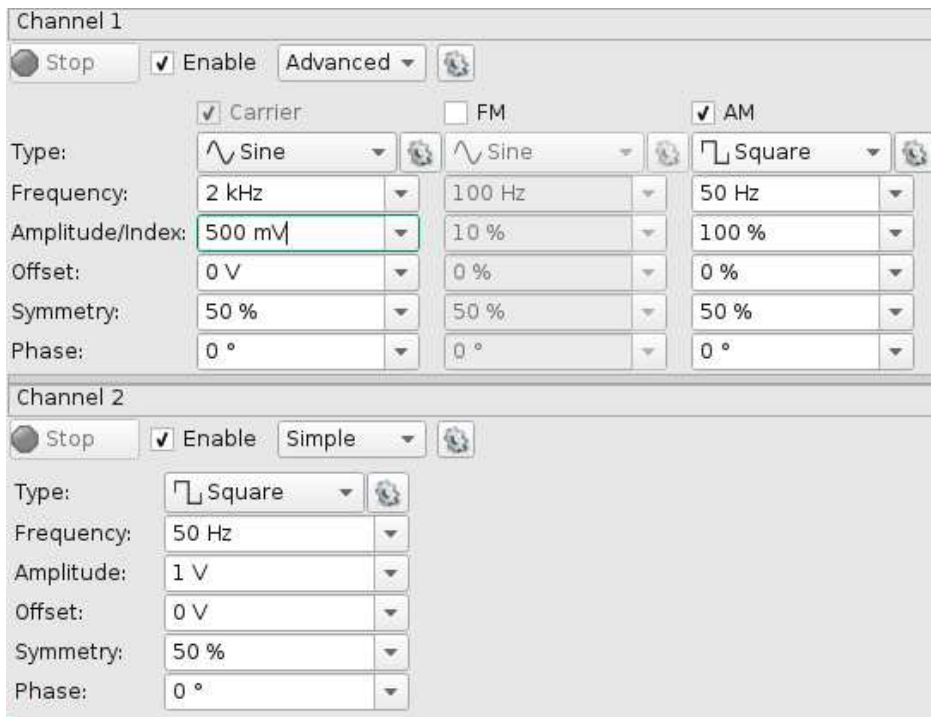 Channel 1
Stop Enable Advanced
Carrier FM AM
Type: Sine Sine Square
Frequency: 2 kHz 100 Hz 50 Hz
Amplitude/Index: 500 mV 10 % 100 %
Offset: 0 V 0 % 0 %
Symmetry: 50 % 50 % 50 %
Phase: 0 ° 0 ° 0 °
Channel 2
Stop Enable Simple
Type: Square
Frequency: 50 Hz
Amplitude: 1 V
Offset: 0 V
Symmetry: 50 %
Phase: 0 °